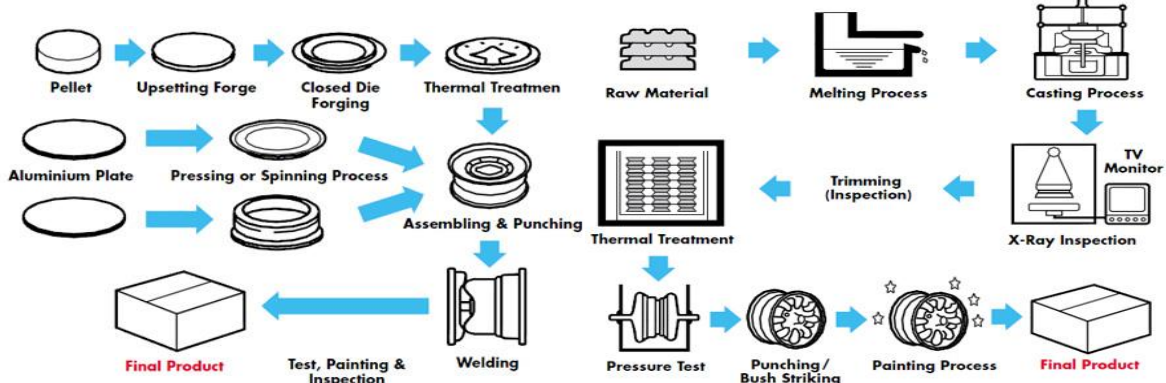 Pellet
Upsetting Forge
Closed Die
Forging
Thermal Treatmen
Aluminium Plate
Pressing or Spinning Process
Assembling & Punching
Final Product
Test, Painting &
Inspection
Welding
Raw Material
Melting Process
Casting Process
TV
Monitor
Trimming
(Inspection)
Thermal Treatment
X-Ray Inspection
Pressure Test
Punching/
Bush Striking
Painting Process
Final Product